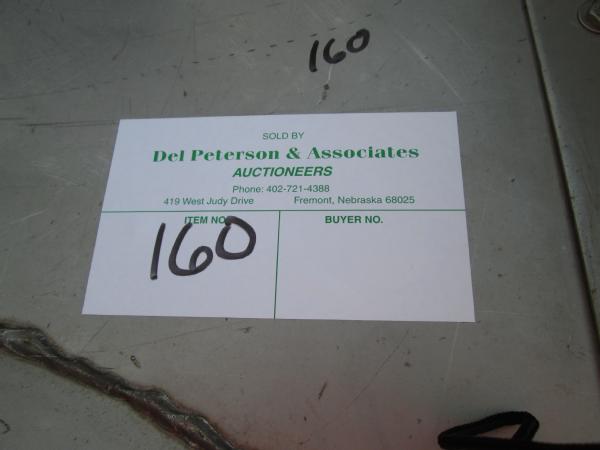 160
SOLD BY
Del Peterson & Associates
AUCTIONEERS
Phone: 402-721-4388
419 West Judy Drive Fremont, Nebraska 68025
ITEM NO. BUYER NO.
160